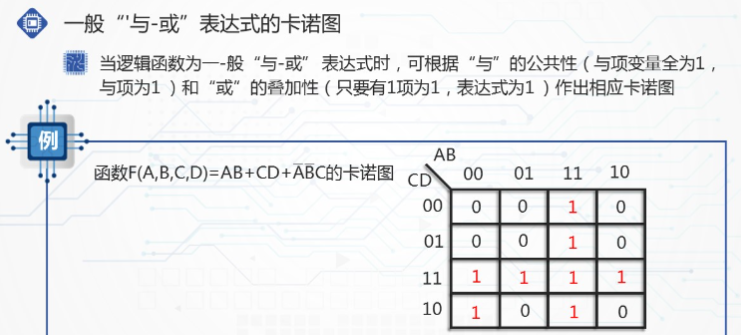 一般“'与-或”表达式的卡诺图
当逻辑函数为一-般“与-或” 表达式时，可根据“与”的公共性（与项变量全为1，
与项为1 ）和“或”的叠加性（只要有1项为1，表达式为1 ）作出相应卡诺图
例
函数F(A,B,C,D)=AB+CD+A̅B̅C的卡诺图
AB
CD 00 01 11 10
00 0 0 1 0
01 0 0 1 0
11 1 1 1 1
10 1 0 1 0